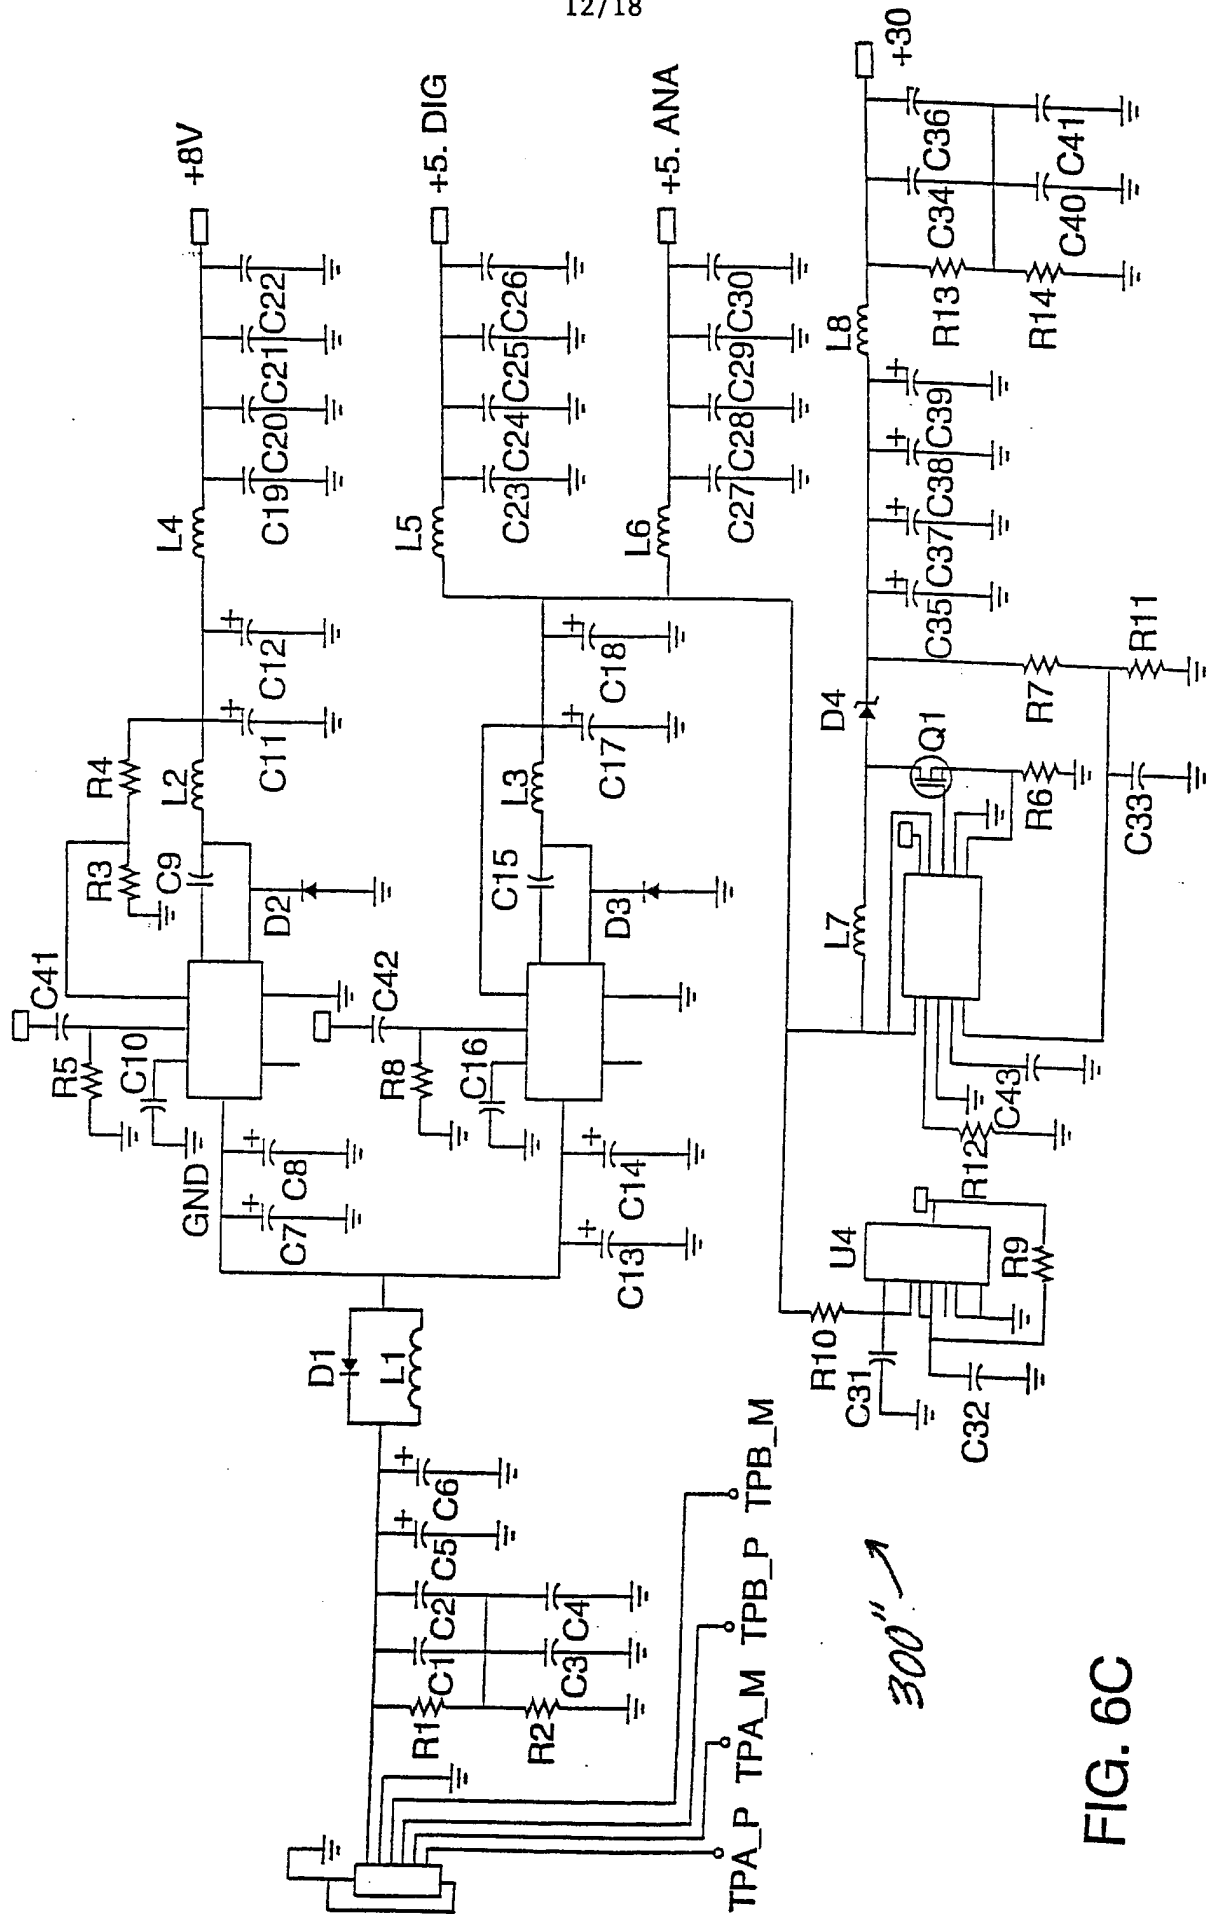 12/18
+8V
L4
C19
C20
C21
C22
C12
C11
R4
L2
R3
C9
D2
C41
R5
C10
GND
C8
C7
+5. DIG
L5
C23
C24
C25
C26
+5. ANA
L6
C27
C28
C29
C30
C18
C17
L3
C15
D3
C42
R8
C16
C14
C13
D1
L1
C6
C5
C2
C1
C4
C3
R1
R2
TPA_P
TPA_M
TPB_P
TPB_M
+30
C36
C34
C41
C40
R13
R14
L8
C39
C38
C37
C35
D4
R7
R11
Q1
R6
C33
L7
C43
R12
U4
R9
R10
C31
C32
300"
FIG. 6C